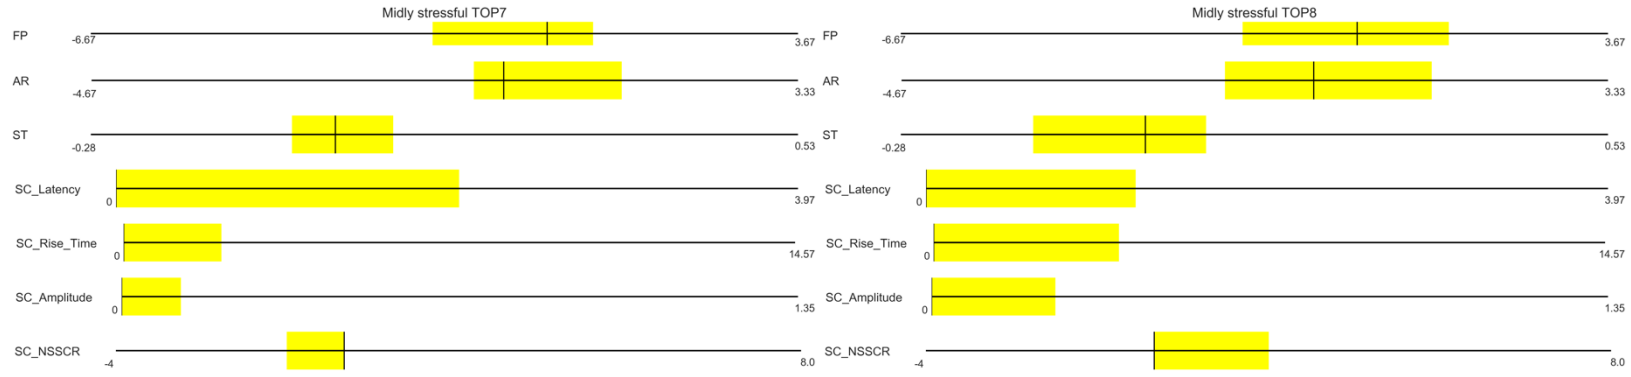 Midly stressful TOP7
FP
-6.67
3.67
AR
-4.67
3.33
ST
-0.28
0.53
SC_Latency
0
3.97
SC_Rise_Time
0
14.57
SC_Amplitude
0
1.35
SC_NSSCR
-4
8.0
Midly stressful TOP8
FP
-6.67
3.67
AR
-4.67
3.33
ST
-0.28
0.53
SC_Latency
0
3.97
SC_Rise_Time
0
14.57
SC_Amplitude
0
1.35
SC_NSSCR
-4
8.0